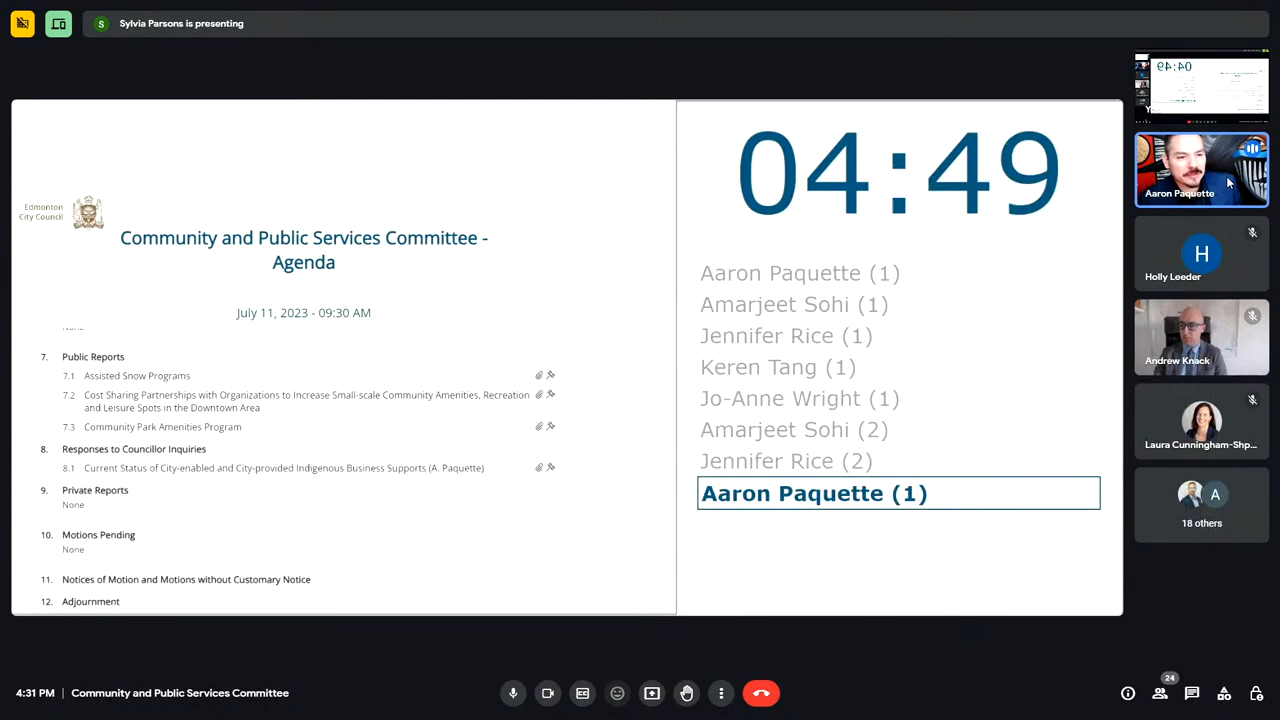 Sylvia Parsons is presenting
S
04:49
Edmonton
City Council
Community and Public Services Committee -
Agenda
July 11, 2023 - 09:30 AM
7. Public Reports
7.1 Assisted Snow Programs
7.2 Cost Sharing Partnerships with Organizations to Increase Small-scale Community Amenities, Recreation
and Leisure Spots in the Downtown Area
7.3 Community Park Amenities Program
8. Responses to Councillor Inquiries
8.1 Current Status of City-enabled and City-provided Indigenous Business Supports (A. Paquette)
9. Private Reports
None
10. Motions Pending
None
11. Notices of Motion and Motions without Customary Notice
12. Adjournment
04:49
Aaron Paquette (1)
Amarjeet Sohi (1)
Jennifer Rice (1)
Keren Tang (1)
Jo-Anne Wright (1)
Amarjeet Sohi (2)
Jennifer Rice (2)
Aaron Paquette (1)
Aaron Paquette
H
Holly Leeder
Andrew Knack
Laura Cunningham-Shp...
A
18 others
4:31 PM | Community and Public Services Committee
24